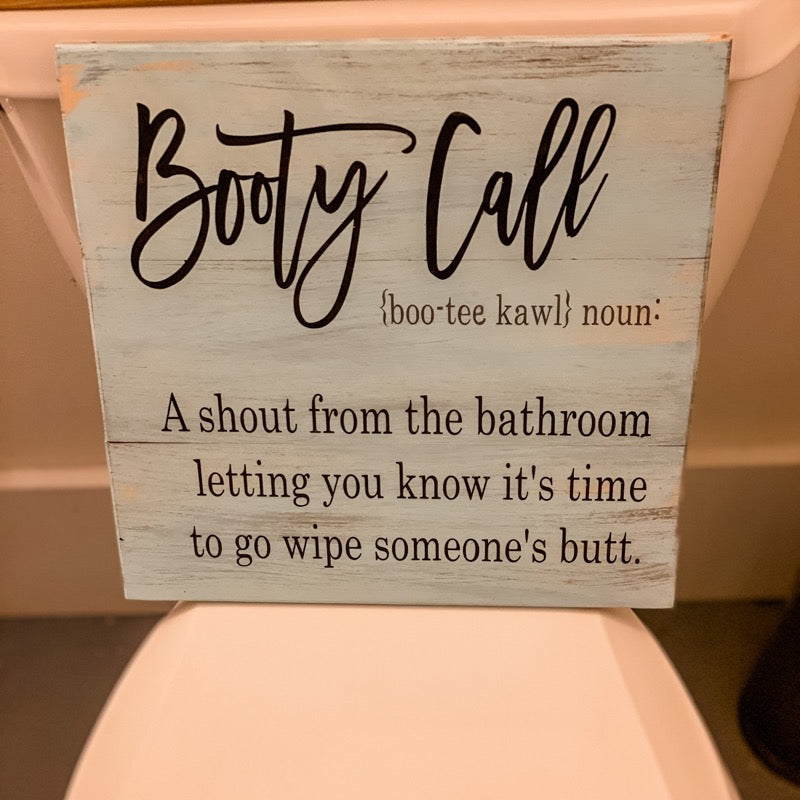 Booty Call
{boo-tee kawl} noun:
A shout from the bathroom
letting you know it's time
to go wipe someone's butt.